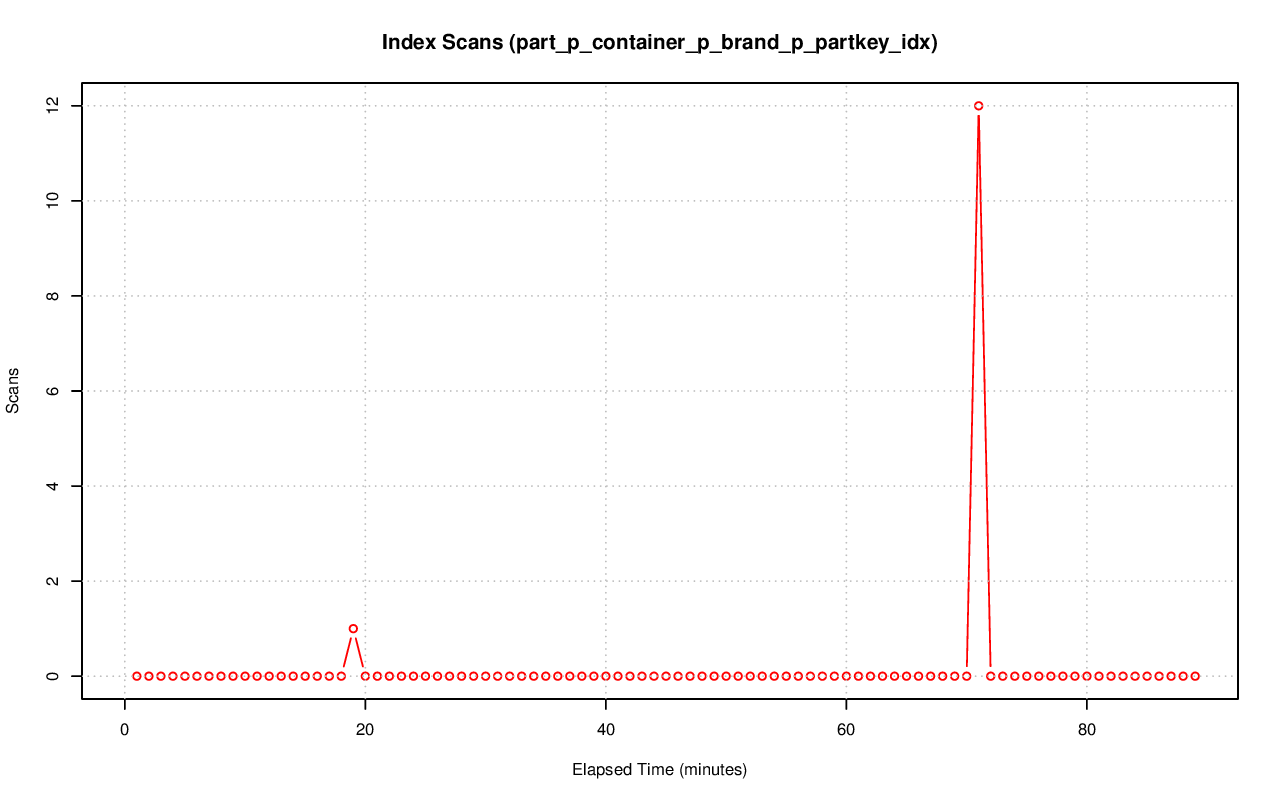 Index Scans (part_p_container_p_brand_p_partkey_idx)
12
10
8
6
4
2
0
Scans
0 20 40 60 80
Elapsed Time (minutes)